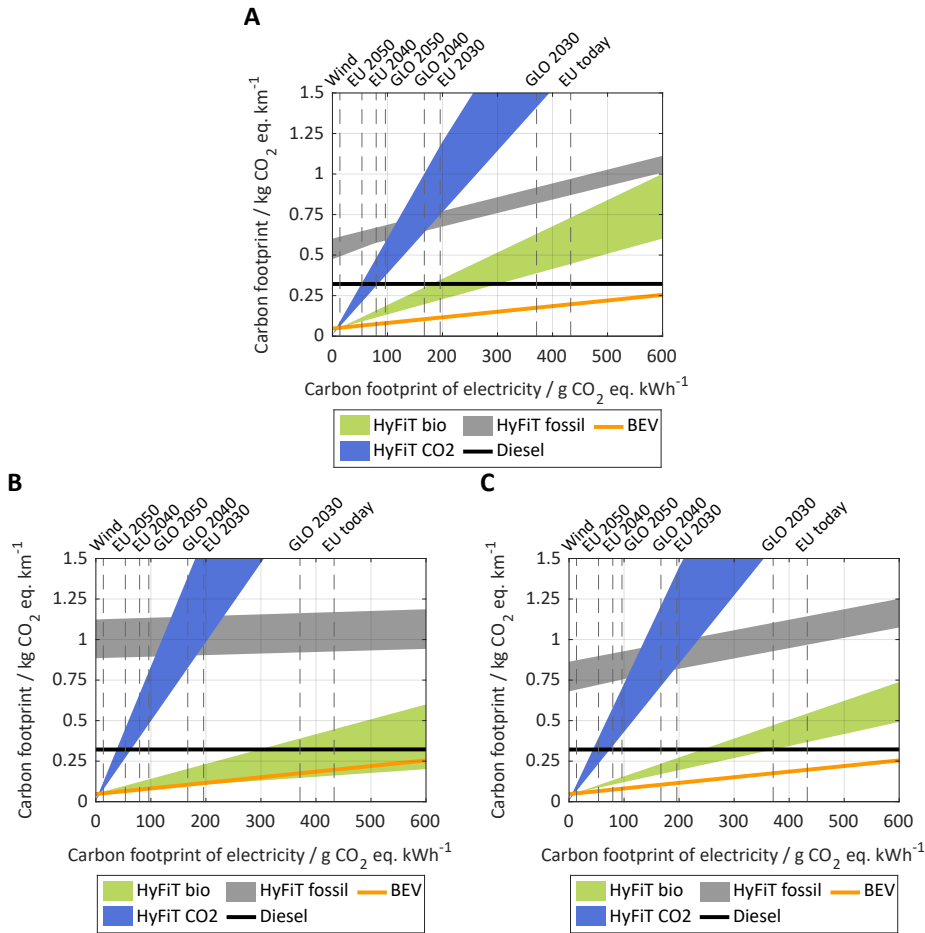 A
Wind
EU 2050
EU 2040
GLO 2050
GLO 2040
EU 2030
GLO 2030
EU today
1.5
1.25
1
0.75
0.5
0.25
0
Carbon footprint / kg CO2 eq. km-1
0 100 200 300 400 500 600
Carbon footprint of electricity / g CO2 eq. kWh-1
HyFiT bio HyFiT fossil BEV
HyFiT CO2 Diesel
B
Wind
EU 2050
EU 2040
GLO 2050
GLO 2040
EU 2030
GLO 2030
EU today
1.5
1.25
1
0.75
0.5
0.25
0
Carbon footprint / kg CO2 eq. km-1
0 100 200 300 400 500 600
Carbon footprint of electricity / g CO2 eq. kWh-1
HyFiT bio HyFiT fossil BEV
HyFiT CO2 Diesel
C
Wind
EU 2050
EU 2040
GLO 2050
GLO 2040
EU 2030
GLO 2030
EU today
1.5
1.25
1
0.75
0.5
0.25
0
Carbon footprint / kg CO2 eq. km-1
0 100 200 300 400 500 600
Carbon footprint of electricity / g CO2 eq. kWh-1
HyFiT bio HyFiT fossil BEV
HyFiT CO2 Diesel